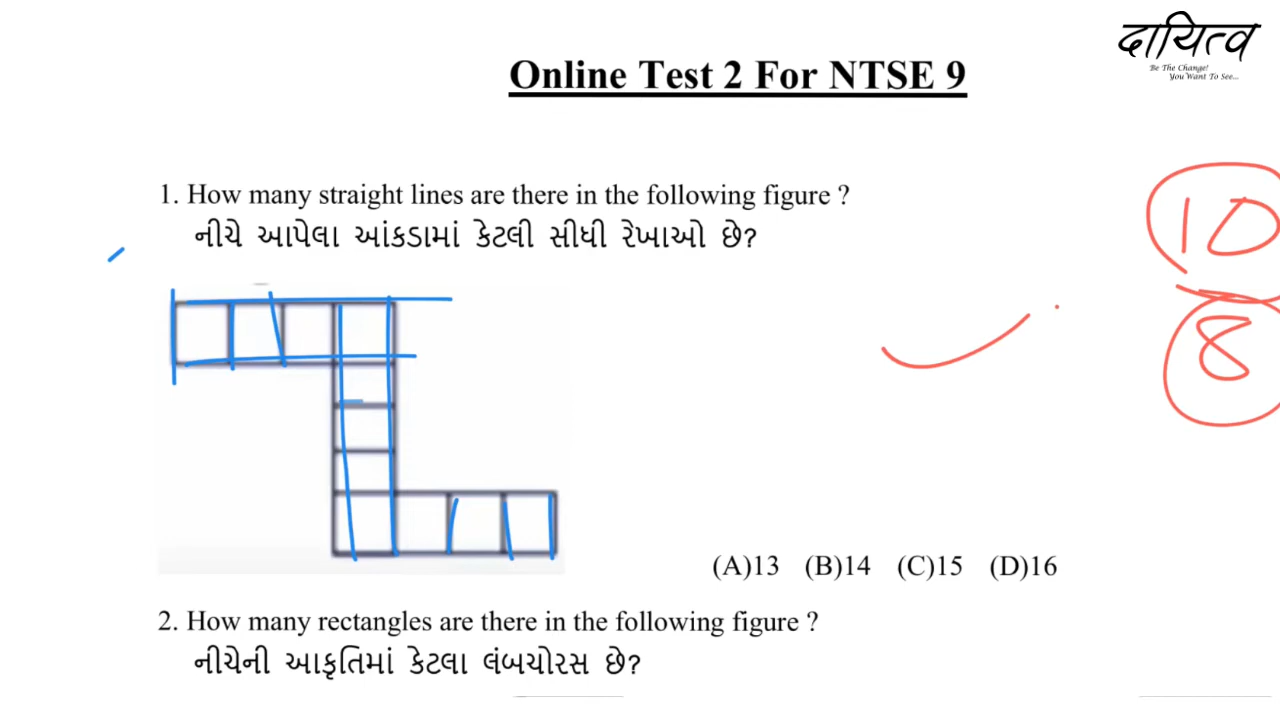 दायित्व
Be The Change!
You Want To See...
Online Test 2 For NTSE 9
1. How many straight lines are there in the following figure ?
નીચે આપેલા આંકડામાં કેટલી સીધી રેખાઓ છે?
10
8
(A)13 (B)14 (C)15 (D)16
2. How many rectangles are there in the following figure ?
નીચેની આકૃતિમાં કેટલા લંબચોરસ છે?